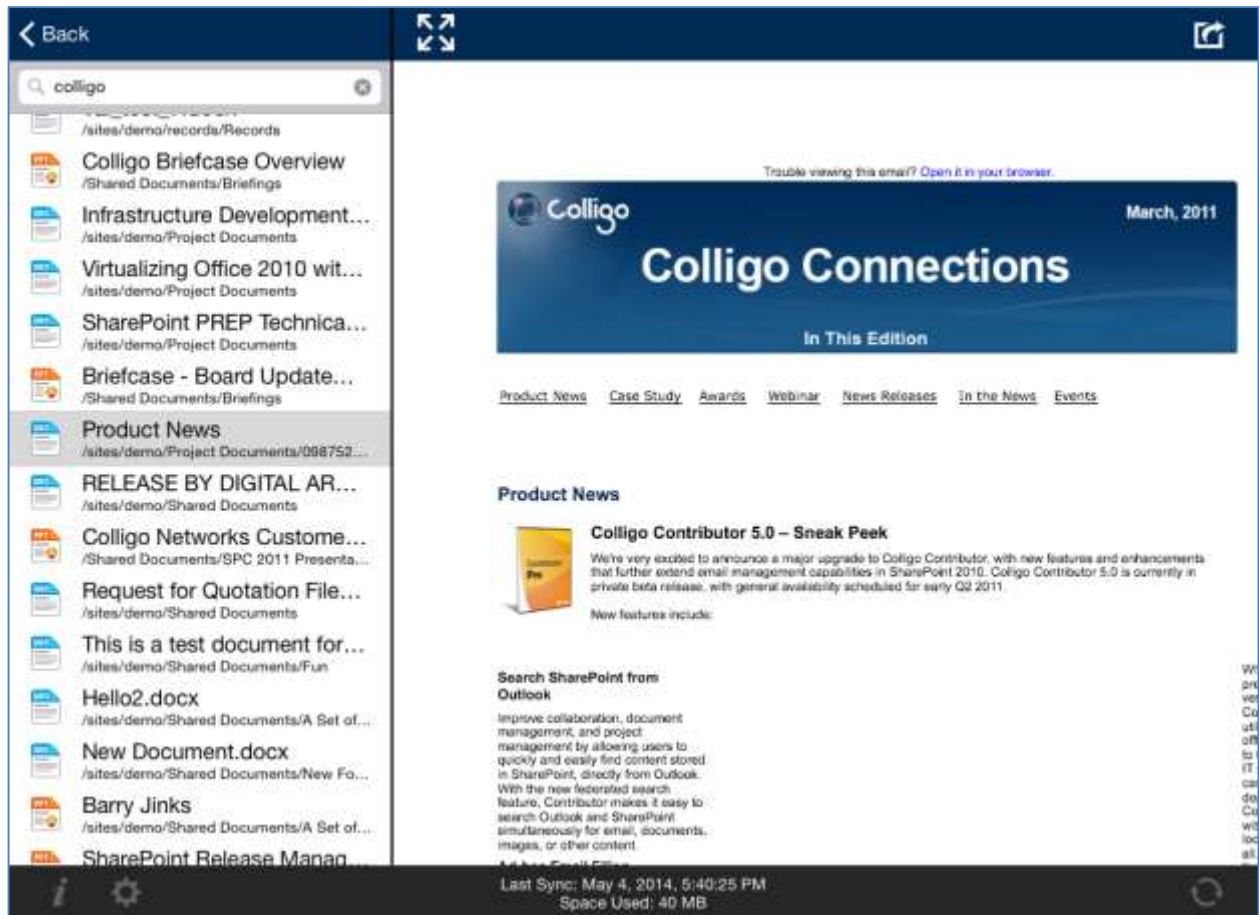 Back
colligo
/sites/demo/records/Records
Colligo Briefcase Overview
/Shared Documents/Briefings
Infrastructure Development...
/sites/demo/Project Documents
Virtualizing Office 2010 wit...
/sites/demo/Project Documents
SharePoint PREP Technica...
/sites/demo/Project Documents
Briefcase - Board Update...
/Shared Documents/Briefings
Product News
/sites/demo/Project Documents/098752...
RELEASE BY DIGITAL AR...
/sites/demo/Shared Documents
Colligo Networks Custome...
/Shared Documents/SPC 2011 Presenta...
Request for Quotation File...
/sites/demo/Shared Documents
This is a test document for...
/sites/demo/Shared Documents/Fun
Hello2.docx
/sites/demo/Shared Documents/A Set of...
New Document.docx
/sites/demo/Shared Documents/New Fo...
Barry Jinks
/sites/demo/Shared Documents/A Set of...
SharePoint Release Manag...
Trouble viewing this email? Open it in your browser.
Colligo
March, 2011
Colligo Connections
In This Edition
Product News Case Study Awards Webinar News Releases In the News Events
Product News
Colligo Contributor 5.0 – Sneak Peek
We're very excited to announce a major upgrade to Colligo Contributor, with new features and enhancements
that further extend email management capabilities in SharePoint 2010. Colligo Contributor 5.0 is currently in
private beta release, with general availability scheduled for early Q2 2011.
New features include:
Pro
Search SharePoint from
Outlook
Improve collaboration, document
management, and project
management by allowing users to
quickly and easily find content stored
in SharePoint, directly from Outlook.
With the new federated search
feature, Contributor makes it easy to
search Outlook and SharePoint
simultaneously for email, documents,
images, or other content.
Last Sync: May 4, 2014, 5:40:25 PM
Space Used: 40 MB